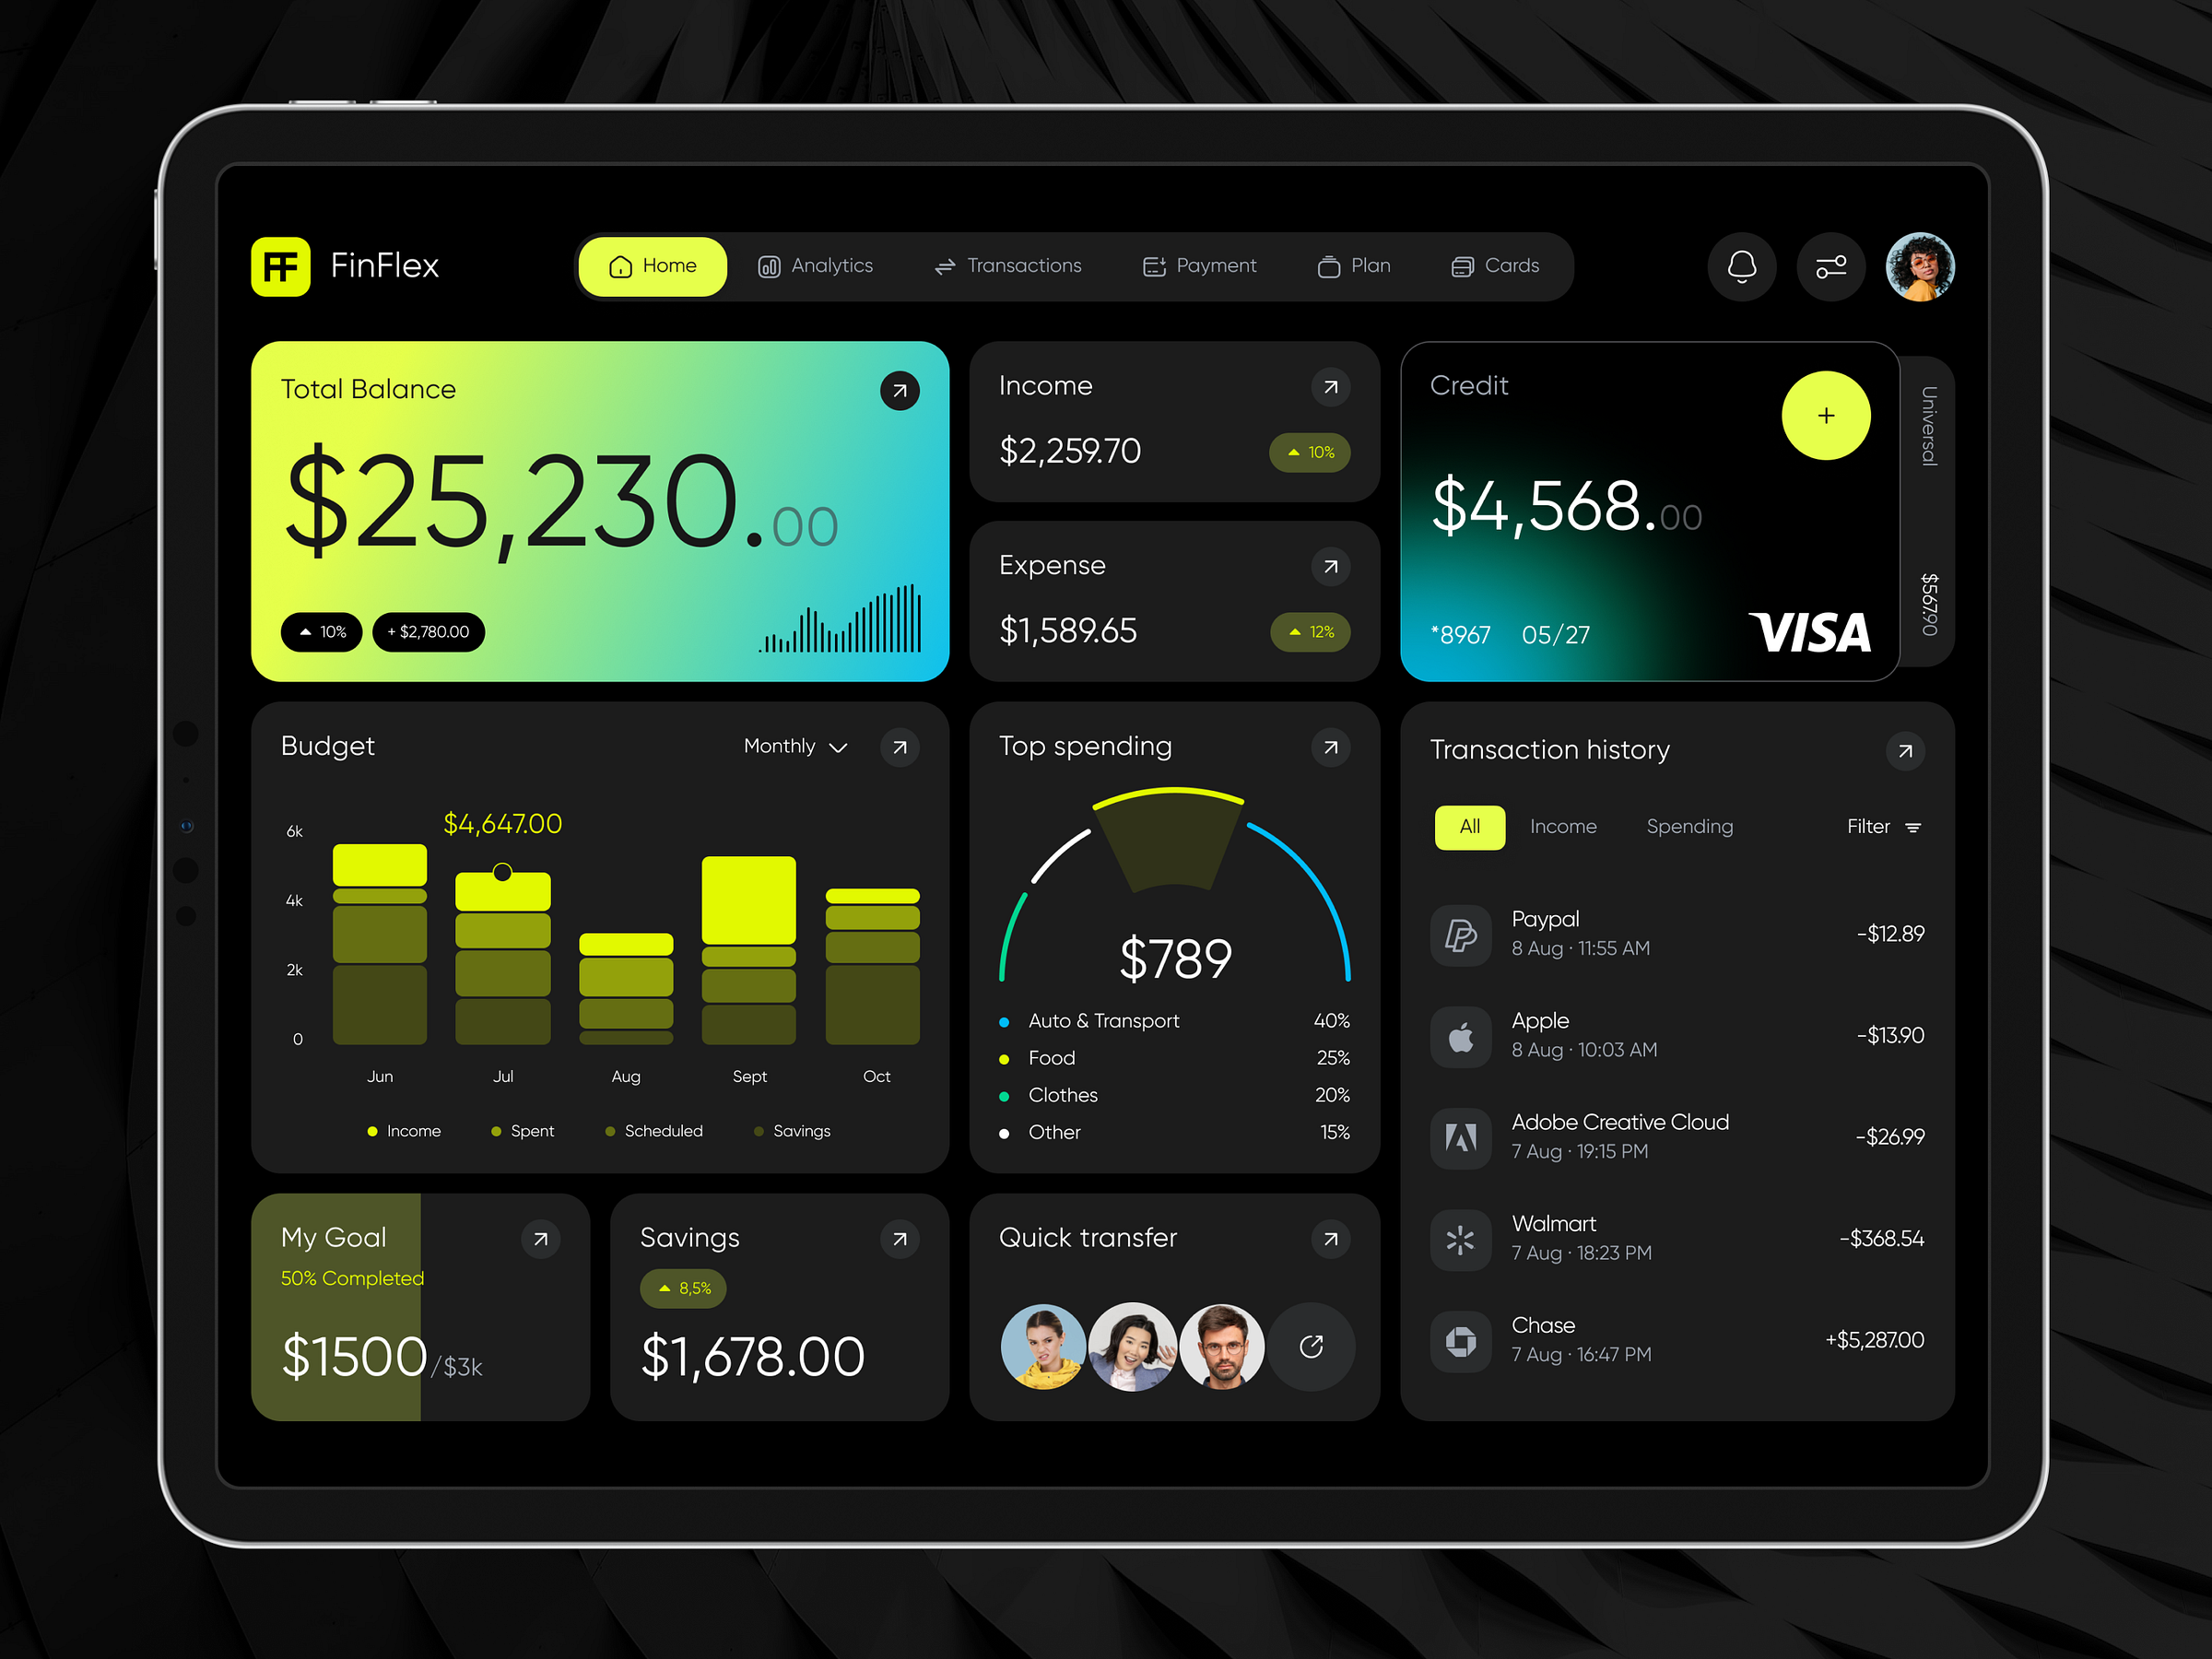 FF FinFlex
Home
Analytics
Transactions
Payment
Plan
Cards
Total Balance
$25,230.00
10%
+ $2,780.00
Income
$2,259.70
10%
Expense
$1,589.65
12%
Credit
+
$4,568.00
*8967 05/27
VISA
Universal
$567.90
Budget
Monthly
$4,647.00
6k
4k
2k
0
Jun
Jul
Aug
Sept
Oct
Income
Spent
Scheduled
Savings
Top spending
$789
Auto & Transport 40%
Food 25%
Clothes 20%
Other 15%
Transaction history
All
Income
Spending
Filter
Paypal
8 Aug · 11:55 AM
-$12.89
Apple
8 Aug · 10:03 AM
-$13.90
Adobe Creative Cloud
7 Aug · 19:15 PM
-$26.99
Walmart
7 Aug · 18:23 PM
-$368.54
Chase
7 Aug · 16:47 PM
+$5,287.00
My Goal
50% Completed
$1500/$3k
Savings
8,5%
$1,678.00
Quick transfer